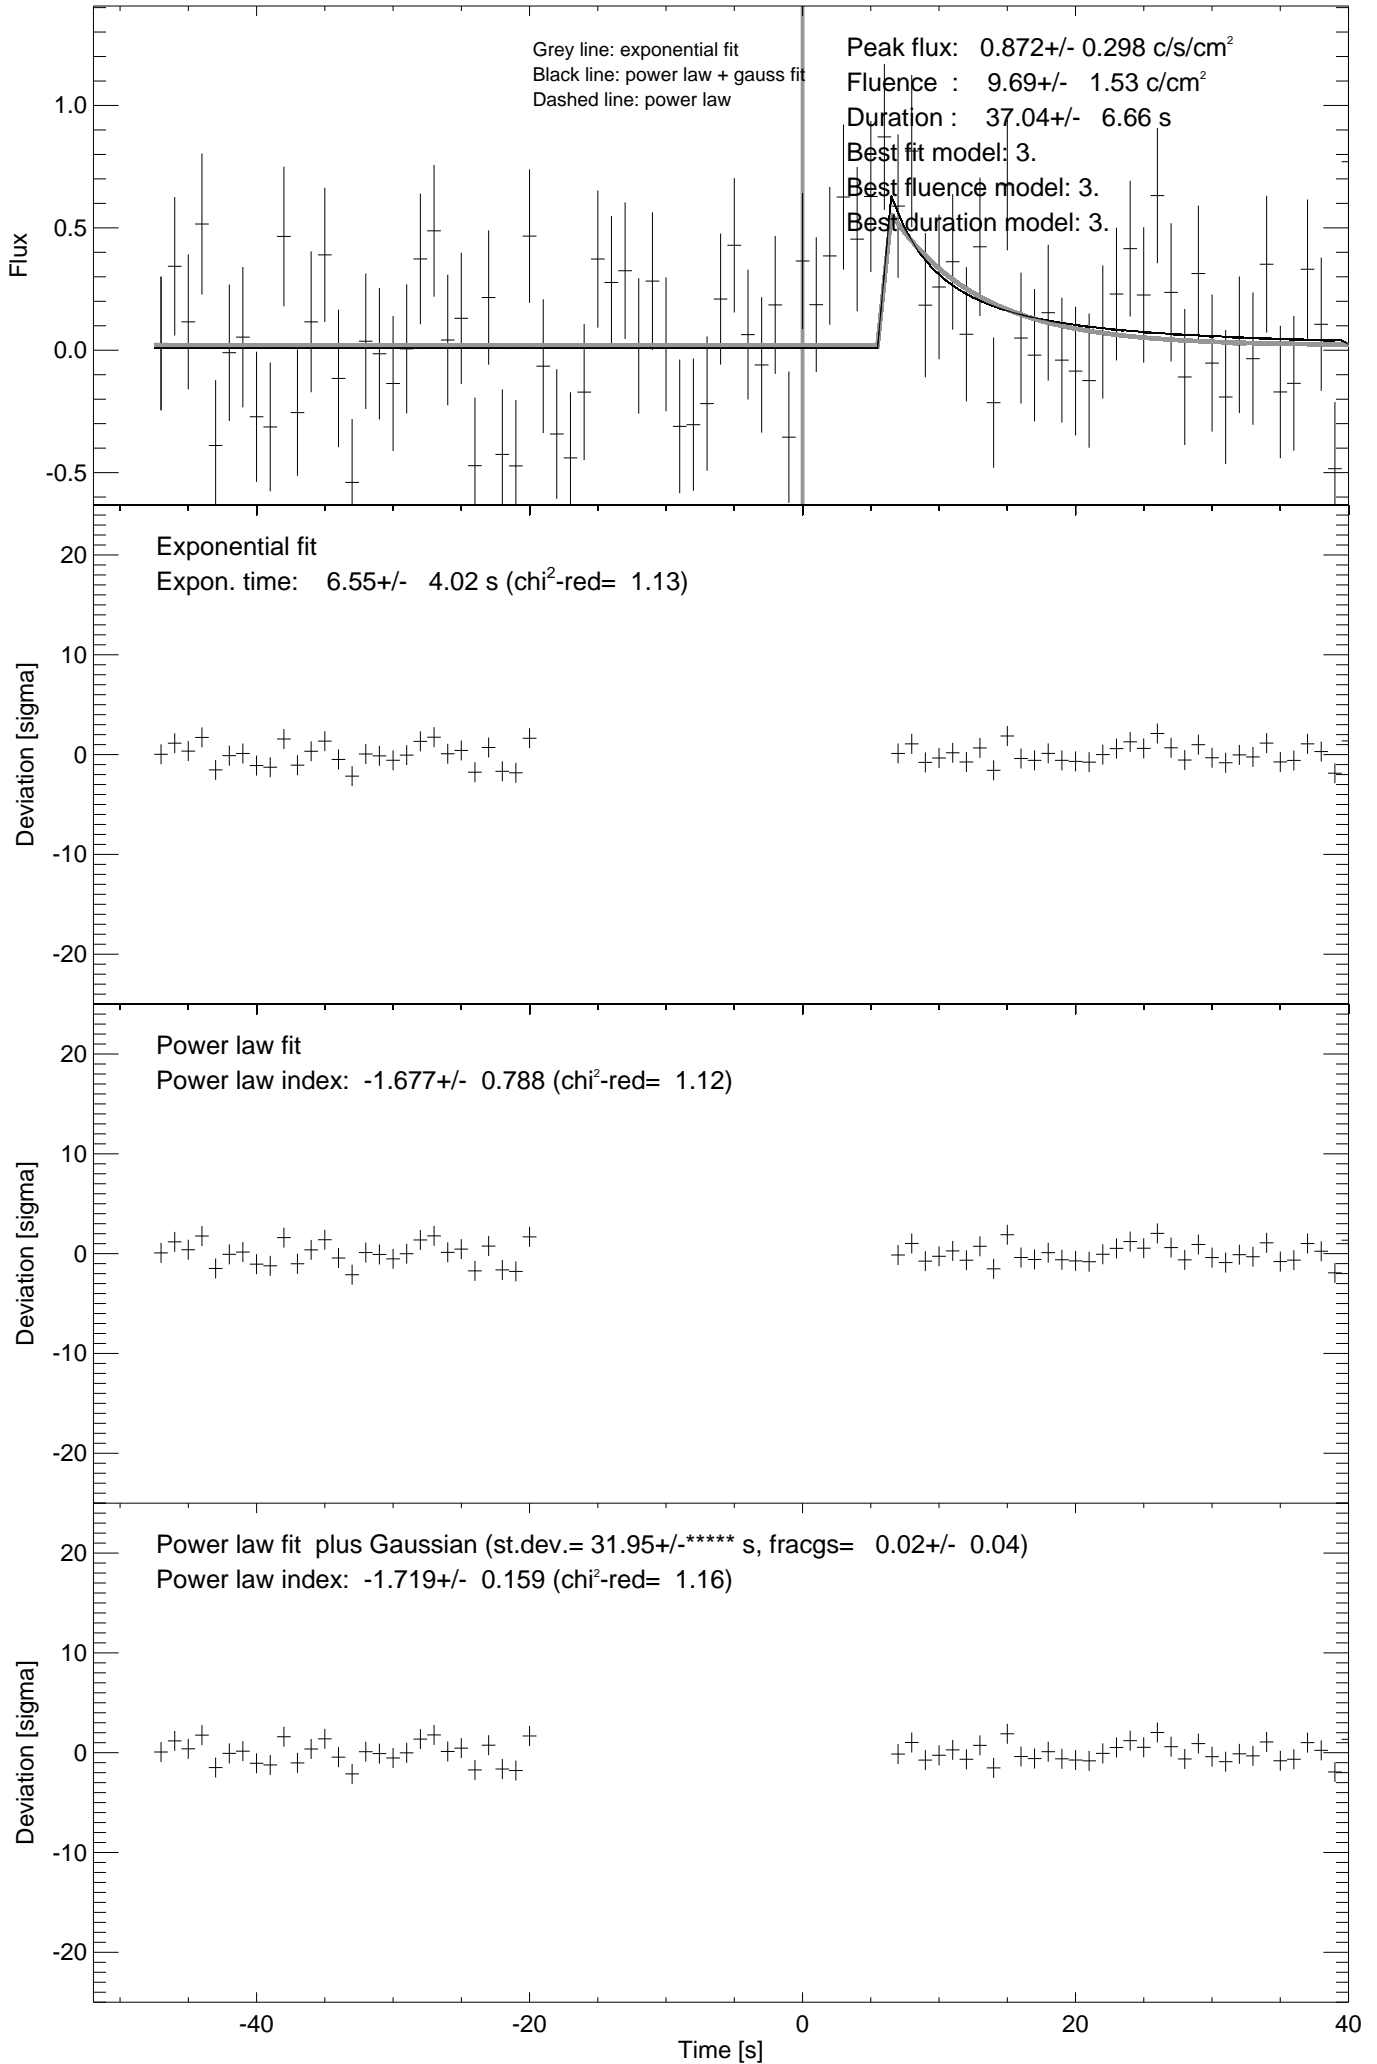 Grey line: exponential fit
Black line: power law + gauss fit
Dashed line: power law
Peak flux: 0.872+/- 0.298 c/s/cm²
Fluence : 9.69+/- 1.53 c/cm²
Duration : 37.04+/- 6.66 s
Best fit model: 3.
Best fluence model: 3.
Best duration model: 3.
Flux
1.0
0.5
0.0
-0.5
Exponential fit
Expon. time: 6.55+/- 4.02 s (chi²-red= 1.13)
Deviation [sigma]
20
10
0
-10
-20
Power law fit
Power law index: -1.677+/- 0.788 (chi²-red= 1.12)
Deviation [sigma]
20
10
0
-10
-20
Power law fit plus Gaussian (st.dev.= 31.95+/-***** s, fracgs= 0.02+/- 0.04)
Power law index: -1.719+/- 0.159 (chi²-red= 1.16)
Deviation [sigma]
20
10
0
-10
-20
-40 -20 0 20 40
Time [s]